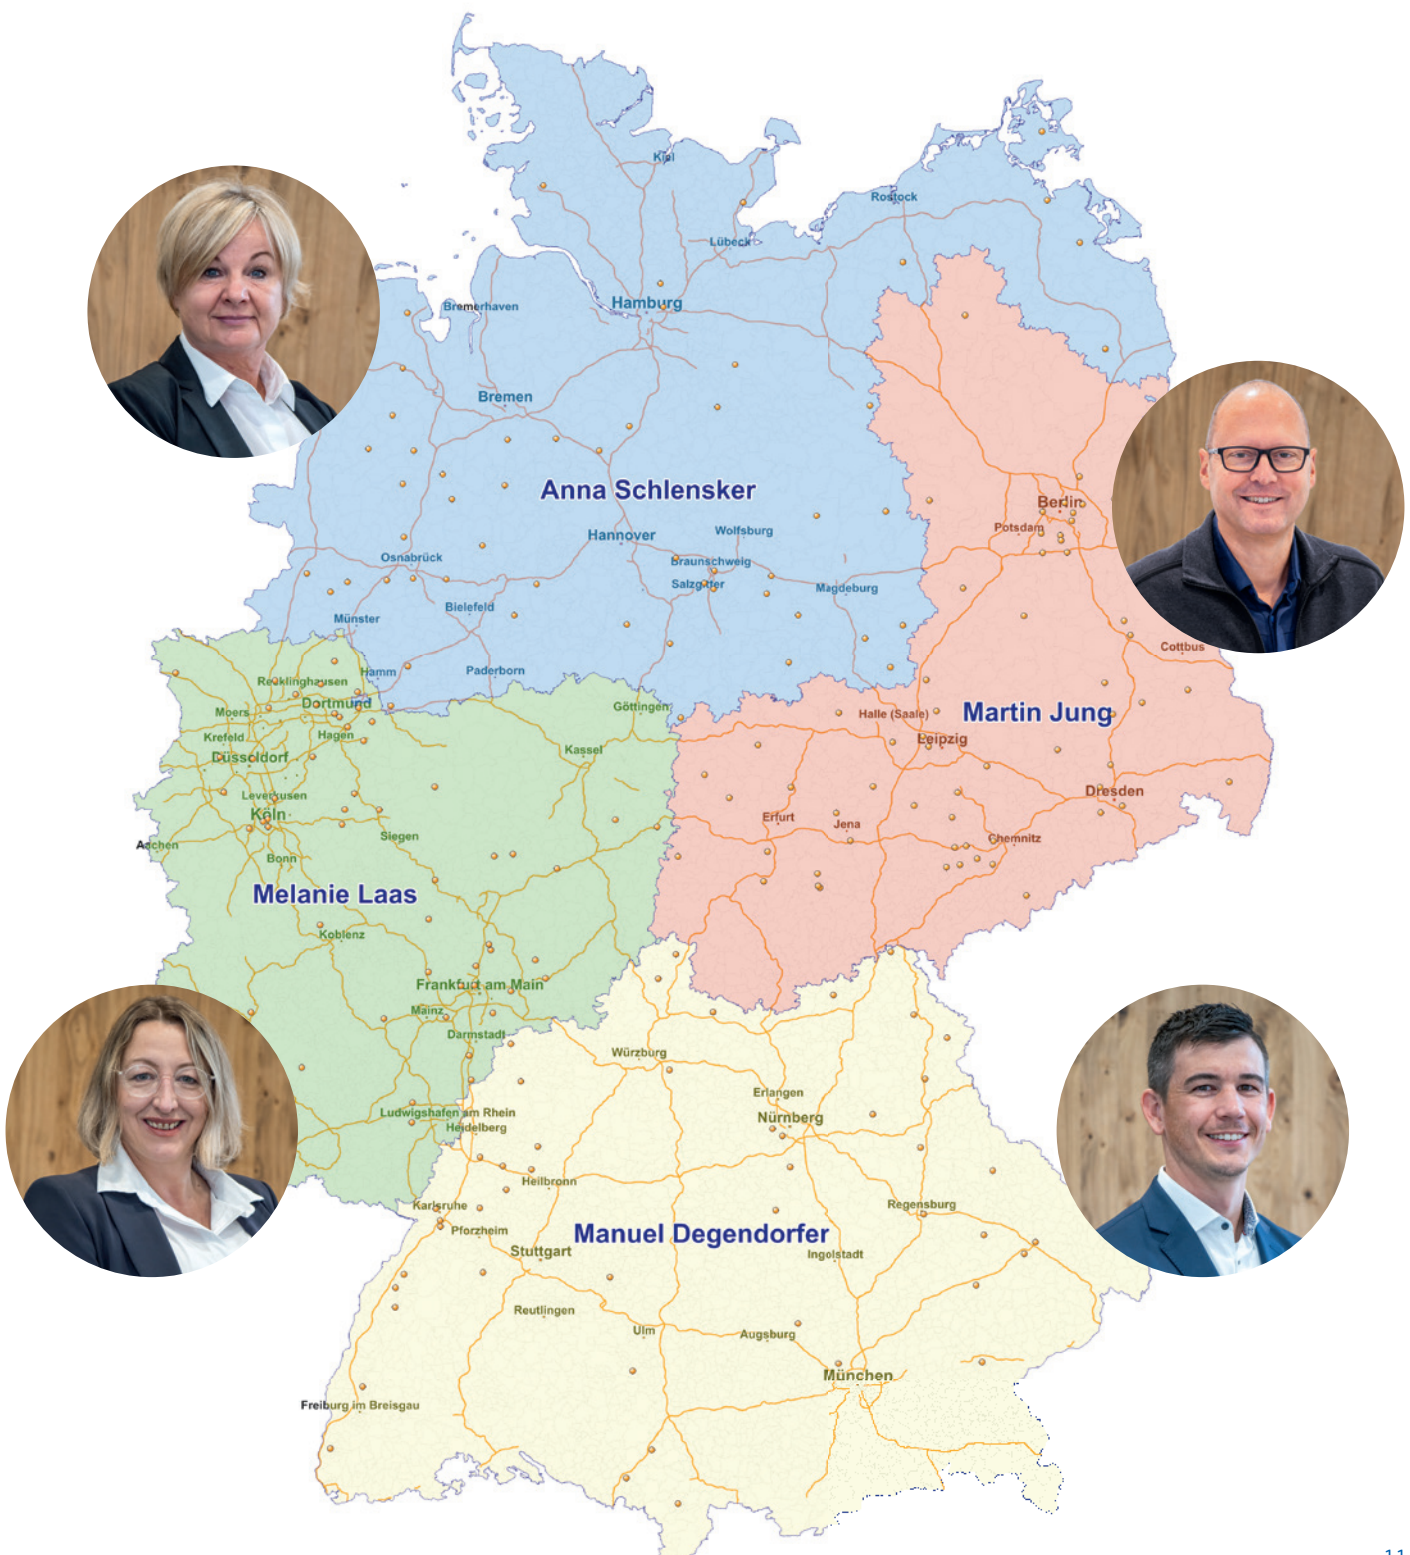 Kiel
Rostock
Lübeck
Hamburg
Bremerhaven
Bremen
Anna Schlensker
Berlin
Potsdam
Hannover
Wolfsburg
Osnabrück
Braunschweig
Salzgitter
Magdeburg
Bielefeld
Münster
Cottbus
Hamm
Paderborn
Recklinghausen
Dortmund
Göttingen
Moers
Halle (Saale)
Martin Jung
Krefeld
Hagen
Leipzig
Kassel
Düsseldorf
Leverkusen
Dresden
Köln
Erfurt
Jena
Siegen
Chemnitz
Aachen
Bonn
Melanie Laas
Koblenz
Frankfurt am Main
Mainz
Darmstadt
Würzburg
Erlangen
Ludwigshafen am Rhein
Nürnberg
Heidelberg
Heilbronn
Karlsruhe
Regensburg
Pforzheim
Manuel Degendorfer
Stuttgart
Ingolstadt
Reutlingen
Ulm
Augsburg
München
Freiburg im Breisgau
11